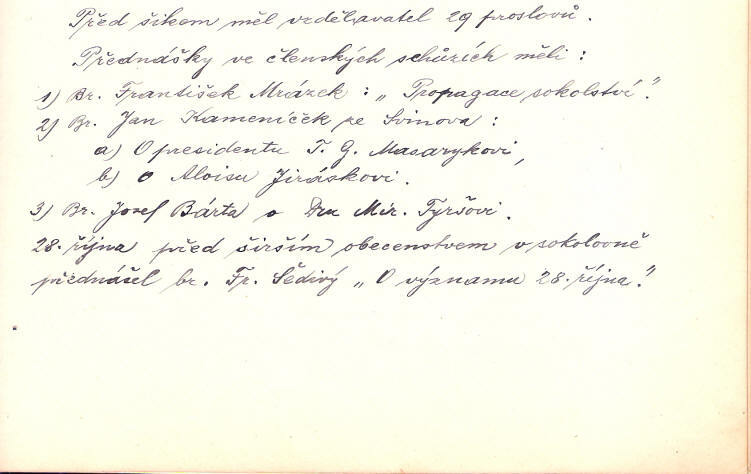 Před šikem měl vzdělavatel 29 proslovů.
Přednášky ve členských schůzích měli :
1) Br. František Mrázek : „Propagace sokolství".
2) Br. Jan Kameníček ze Svinova :
a) O presidentu T. G. Masarykovi,
b) o Aloisu Jiráskovi.
3) Br. Josef Bárta o Dru Mir. Tyršovi.
28. října před širším obecenstvem v sokolovně
přednášel br. Fr. Šedivý „O významu 28. října."